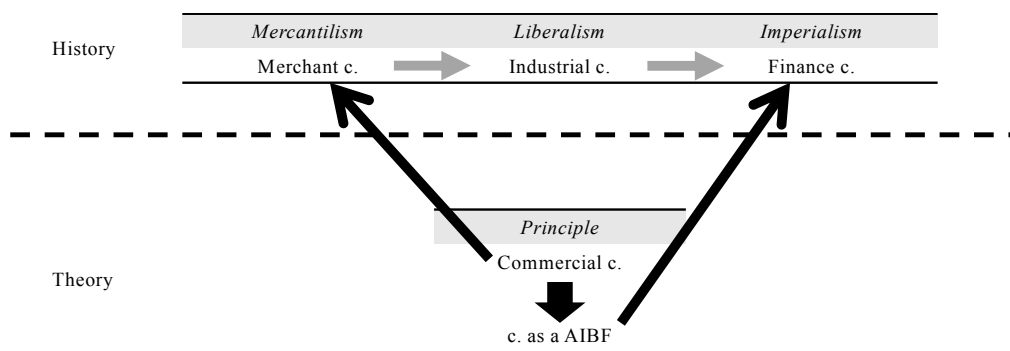 Mercantilism Liberalism Imperialism
History
Merchant c. Industrial c. Finance c.
Principle
Commercial c.
Theory
c. as a AIBF